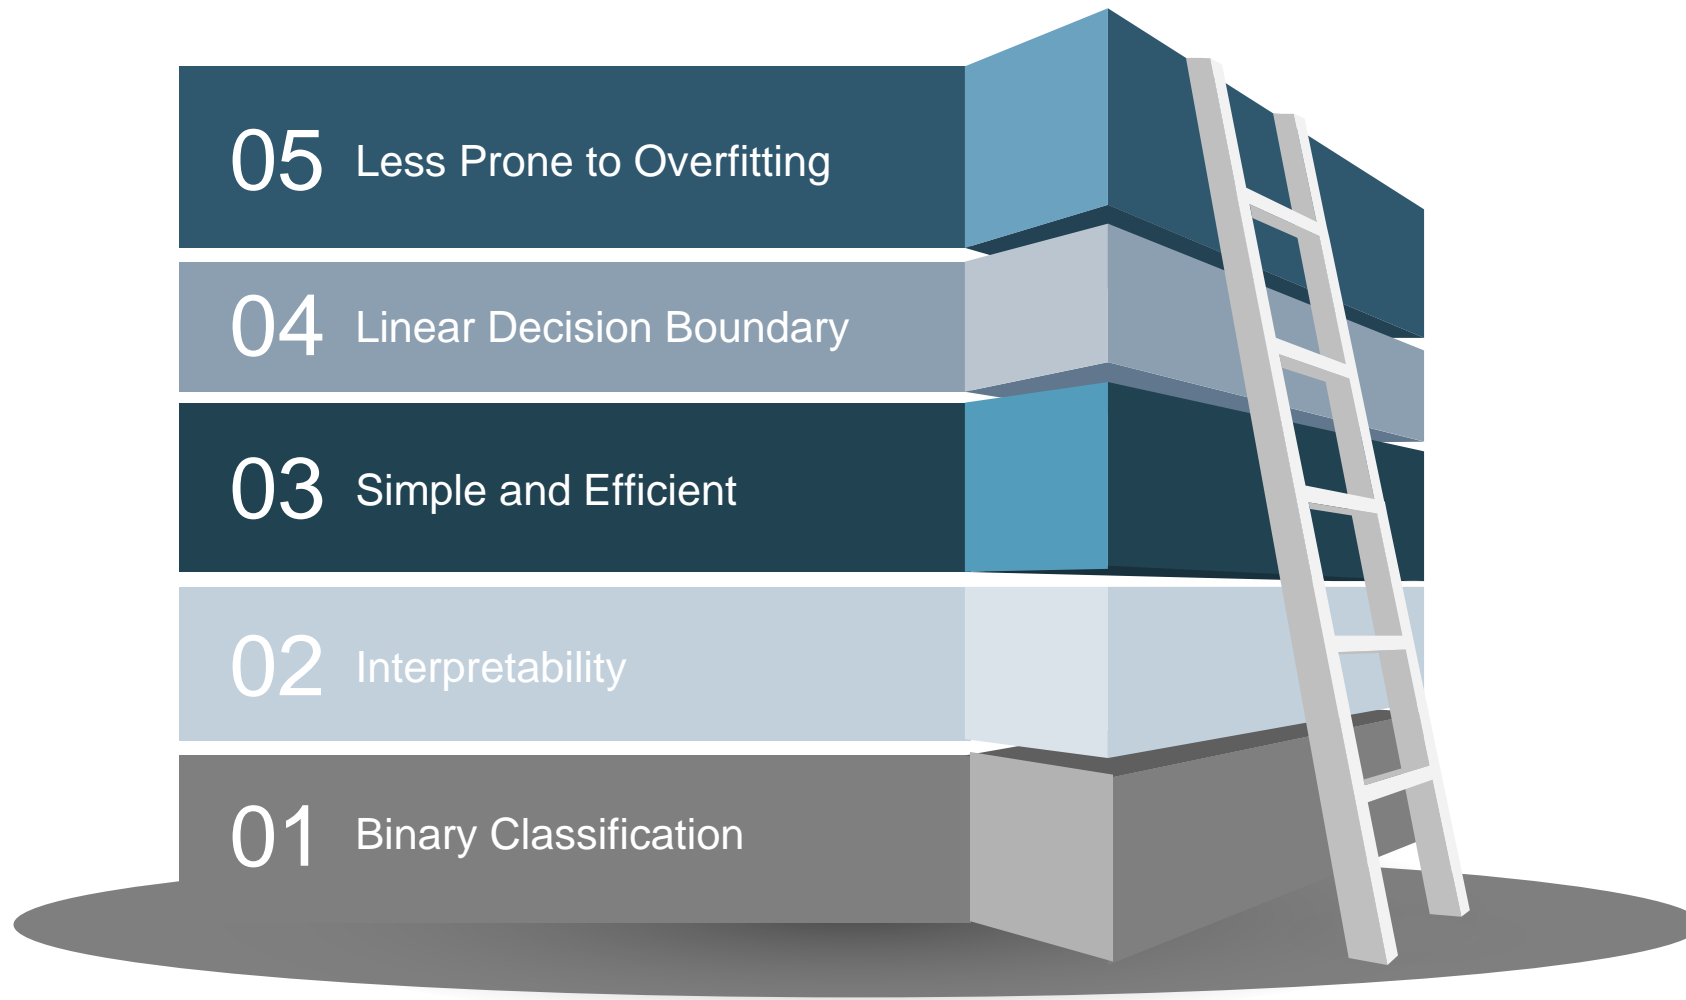 05 Less Prone to Overfitting
04 Linear Decision Boundary
03 Simple and Efficient
02 Interpretability
01 Binary Classification